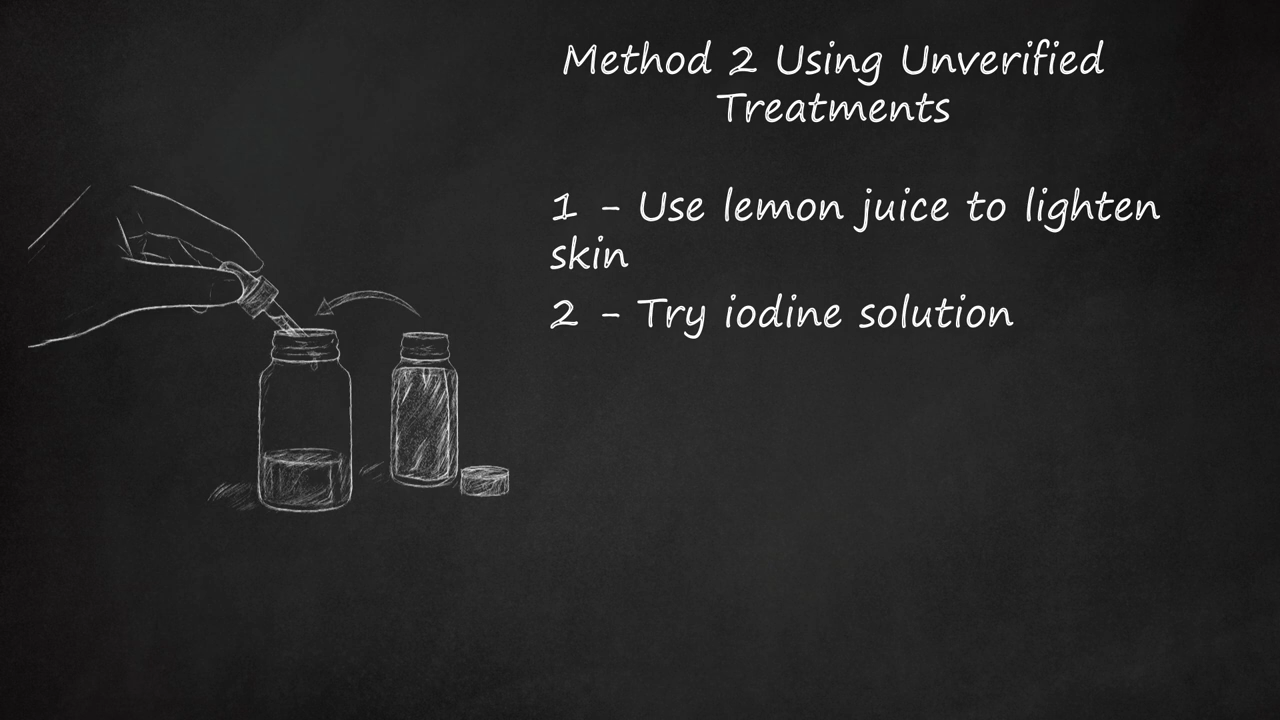 Method 2 Using Unverified
Treatments
1 - Use lemon juice to lighten
skin
2 - Try iodine solution